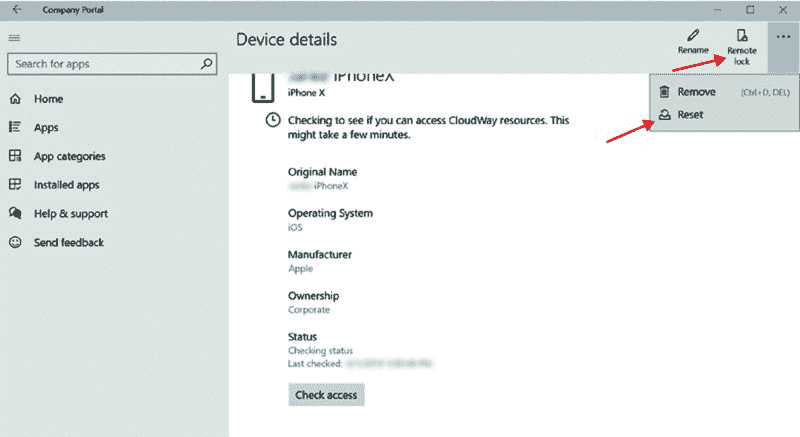 Company Portal
Device details
Rename
Remote
lock
Search for apps
Remove (Ctrl+D, DEL)
Reset
Home
Apps
App categories
Installed apps
Help & support
Send feedback
iPhoneX
iPhone X
Checking to see if you can access CloudWay resources. This
might take a few minutes.
Original Name
iPhoneX
Operating System
iOS
Manufacturer
Apple
Ownership
Corporate
Status
Checking status
Last checked:
Check access